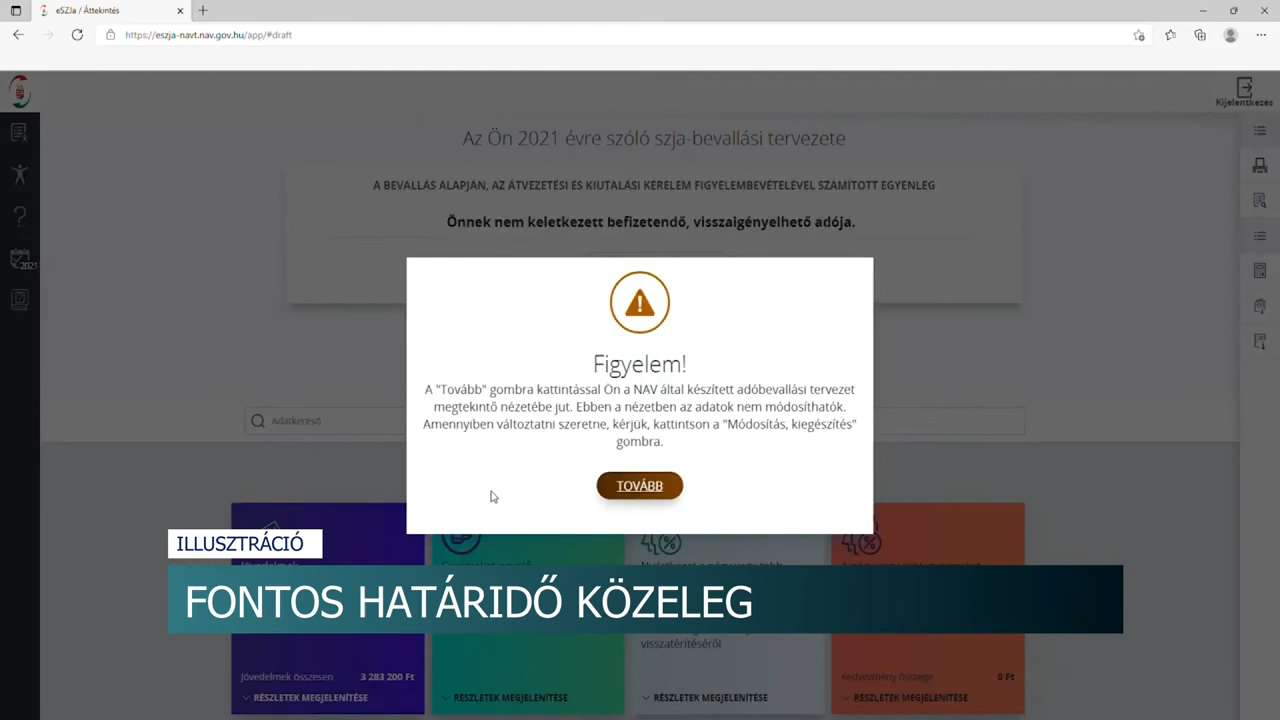 eSZJa / Áttekintés
https://eszja-navt.nav.gov.hu/app/#draft
Kijelentkezés
Az Ön 2021 évre szóló szja-bevallási tervezete
A BEVALLÁS ALAPJÁN, AZ ÁTVEZETÉSI ÉS KIUTALÁSI KÉRELEM FIGYELEMBEVÉTELÉVEL SZÁMÍTOTT EGYENLEG
Önnek nem keletkezett befizetendő, visszaigényelhető adója.
2021
Figyelem!
A "Tovább" gombra kattintással Ön a NAV által készített adóbevallási tervezet
megtekintő nézetébe jut. Ebben a nézetben az adatok nem módosíthatók.
Amennyiben változtatni szeretne, kérjük, kattintson a "Módosítás, kiegészítés"
gombra.
Adatkereső
TOVÁBB
ILLUSZTRÁCIÓ
FONTOS HATÁRIDŐ KÖZELEG
visszatérítéséről
Jövedelmek összesen 3 283 200 Ft
Kedvezmény összege 0 Ft
RÉSZLETEK MEGJELENÍTÉSE
RÉSZLETEK MEGJELENÍTÉSE
RÉSZLETEK MEGJELENÍTÉSE
RÉSZLETEK MEGJELENÍTÉSE